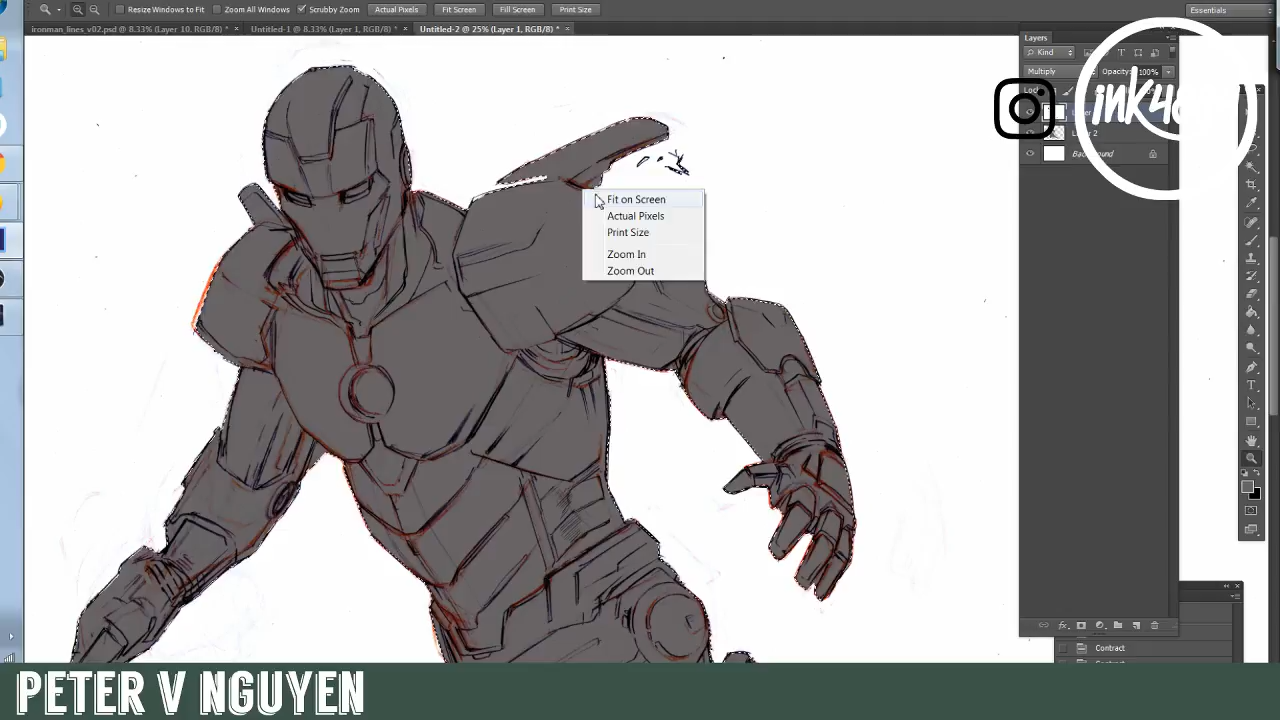 Resize Windows to Fit
Zoom All Windows
Scrubby Zoom
Actual Pixels
Fit Screen
Fill Screen
Print Size
Essentials
ironman_lines_v02.psd @ 8.33% (Layer 10, RGB/8) *
Untitled-1 @ 8.33% (Layer 1, RGB/8) *
Untitled-2 @ 25% (Layer 1, RGB/8) *
Layers
Kind
Multiply
Opacity: 100%
Background
Fit on Screen
Actual Pixels
Print Size
Zoom In
Zoom Out
Contract
PETER V NGUYEN